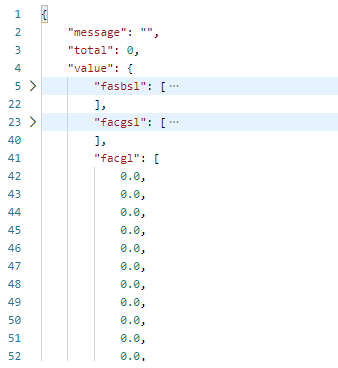 1 {
2 "message": "",
3 "total": 0,
4 "value": {
5 "fasbsl": [ ...
22 ],
23 "facgsl": [ ...
40 ],
41 "facgl": [
42 0.0,
43 0.0,
44 0.0,
45 0.0,
46 0.0,
47 0.0,
48 0.0,
49 0.0,
50 0.0,
51 0.0,
52 0.0,